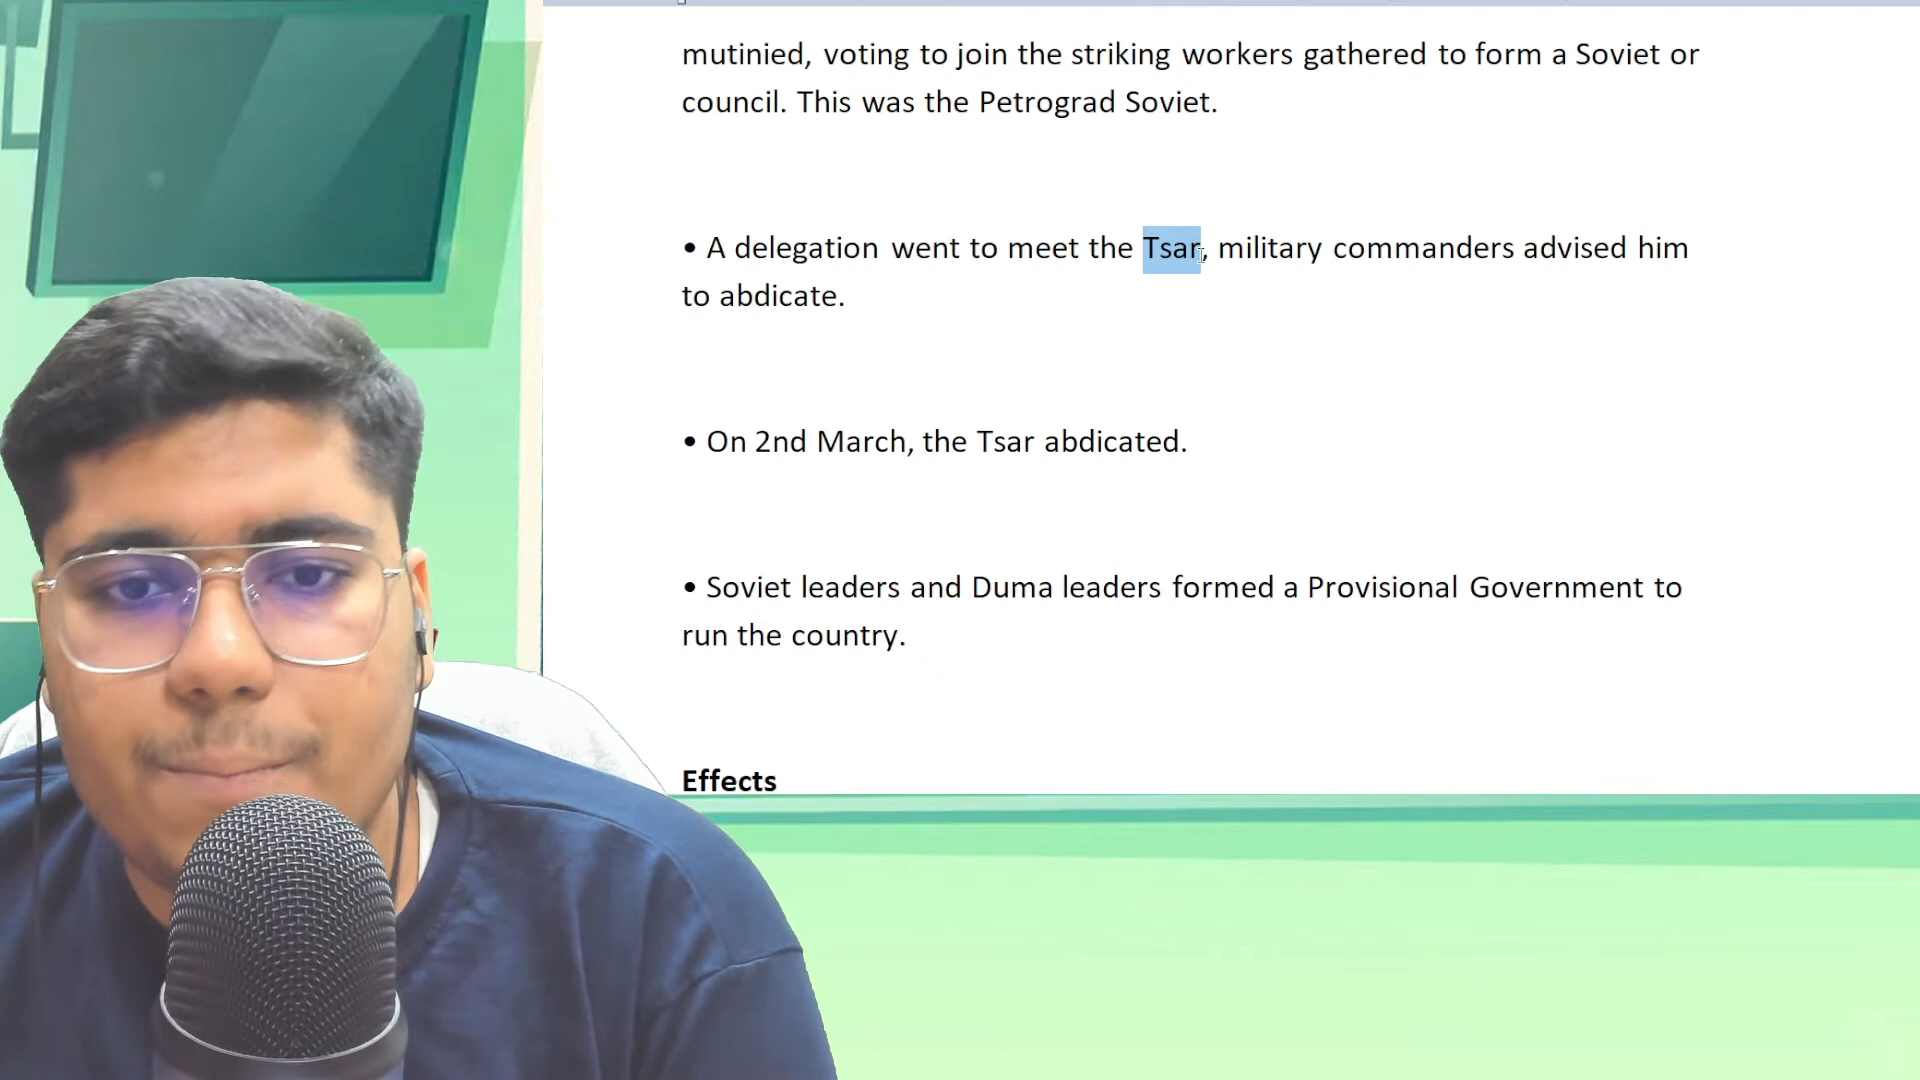 mutinied, voting to join the striking workers gathered to form a Soviet or
council. This was the Petrograd Soviet.
• A delegation went to meet the Tsar, military commanders advised him
to abdicate.
• On 2nd March, the Tsar abdicated.
• Soviet leaders and Duma leaders formed a Provisional Government to
run the country.
Effects